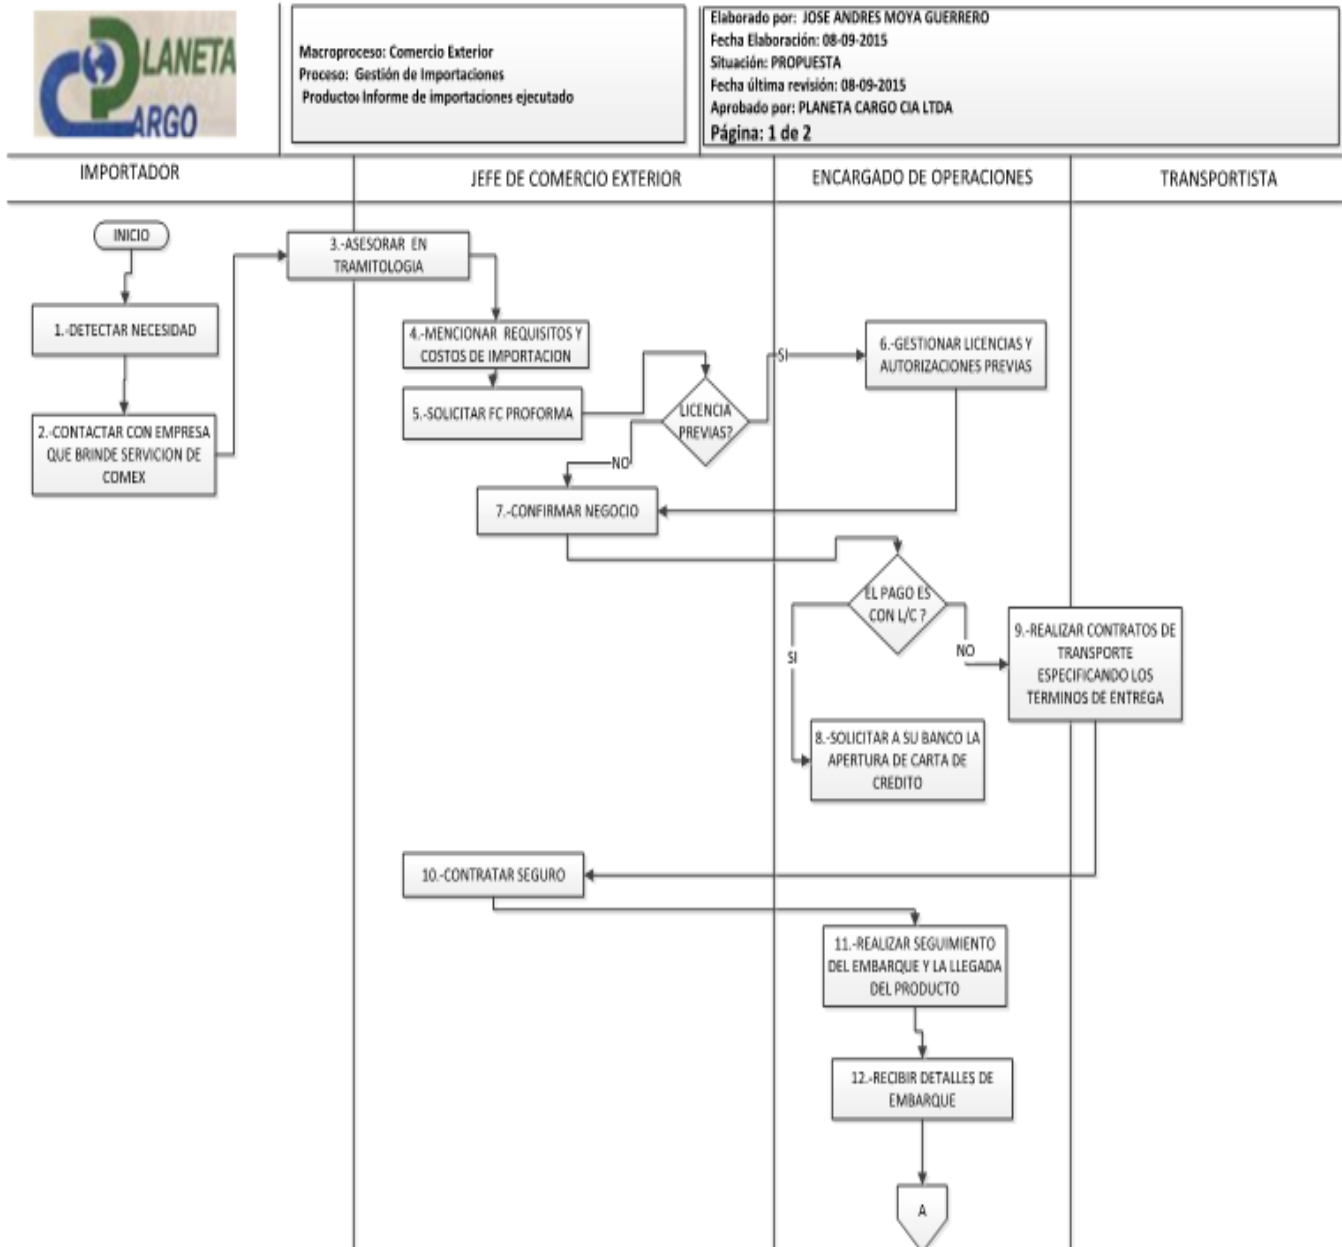 PLANETA
CARGO
Macroproceso: Comercio Exterior
Proceso: Gestión de Importaciones
Producto: Informe de importaciones ejecutado
Elaborado por: JOSE ANDRES MOYA GUERRERO
Fecha Elaboración: 08-09-2015
Situación: PROPUESTA
Fecha última revisión: 08-09-2015
Aprobado por: PLANETA CARGO CIA LTDA
Página: 1 de 2
IMPORTADOR
JEFE DE COMERCIO EXTERIOR
ENCARGADO DE OPERACIONES
TRANSPORTISTA
INICIO
1.-DETECTAR NECESIDAD
2.-CONTACTAR CON EMPRESA
QUE BRINDE SERVICION DE
COMEX
3.-ASESORAR EN
TRAMITOLOGIA
4.-MENCIONAR REQUISITOS Y
COSTOS DE IMPORTACION
5.-SOLICITAR FC PROFORMA
LICENCIA
PREVIAS?
SI
6.-GESTIONAR LICENCIAS Y
AUTORIZACIONES PREVIAS
NO
7.-CONFIRMAR NEGOCIO
EL PAGO ES
CON L/C ?
SI
NO
8.-SOLICITAR A SU BANCO LA
APERTURA DE CARTA DE
CREDITO
9.-REALIZAR CONTRATOS DE
TRANSPORTE
ESPECIFICANDO LOS
TERMINOS DE ENTREGA
10.-CONTRATAR SEGURO
11.-REALIZAR SEGUIMIENTO
DEL EMBARQUE Y LA LLEGADA
DEL PRODUCTO
12.-RECIBIR DETALLES DE
EMBARQUE
A